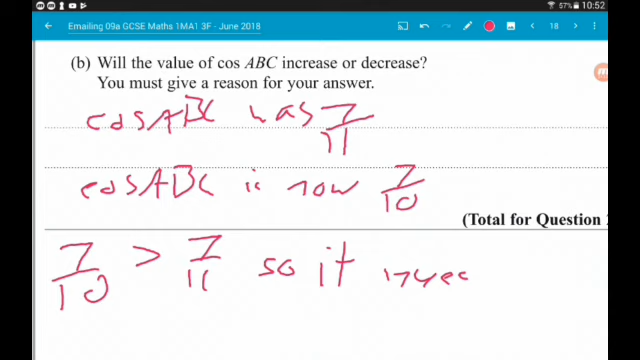 57% 10:52
Emailing 09a GCSE Maths 1MA1 3F - June 2018
18
(b) Will the value of cos ABC increase or decrease?
You must give a reason for your answer.
cosABC was 7/11
cosABC is now 7/10
(Total for Question
7/10 > 7/11 so it